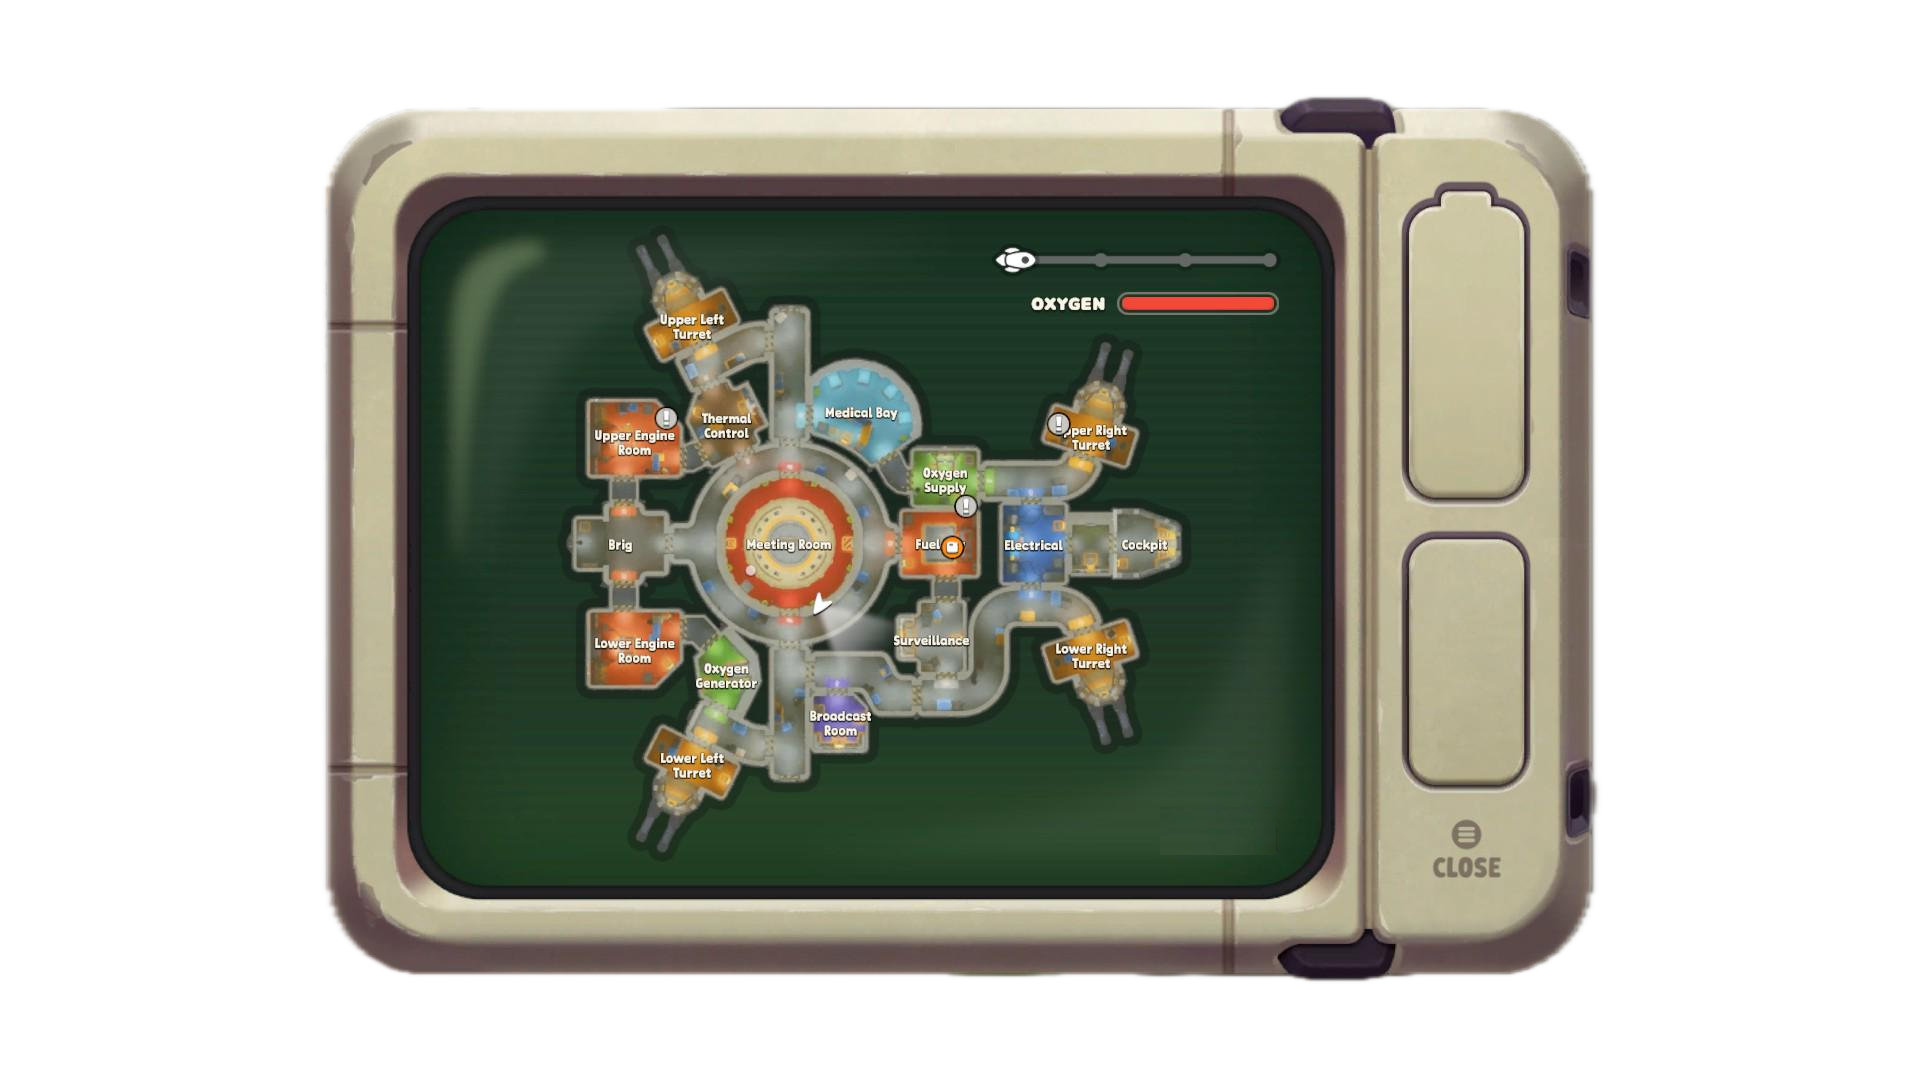 OXYGEN
Upper Left
Turret
Medical Bay
Thermal
Control
Upper Engine
Room
pper Right
Turret
Oxygen
Supply
Brig
Meeting Room
Fuel
Electrical
Cockpit
Surveillance
Lower Engine
Room
Lower Right
Turret
Oxygen
Generator
Broadcast
Room
Lower Left
Turret
CLOSE